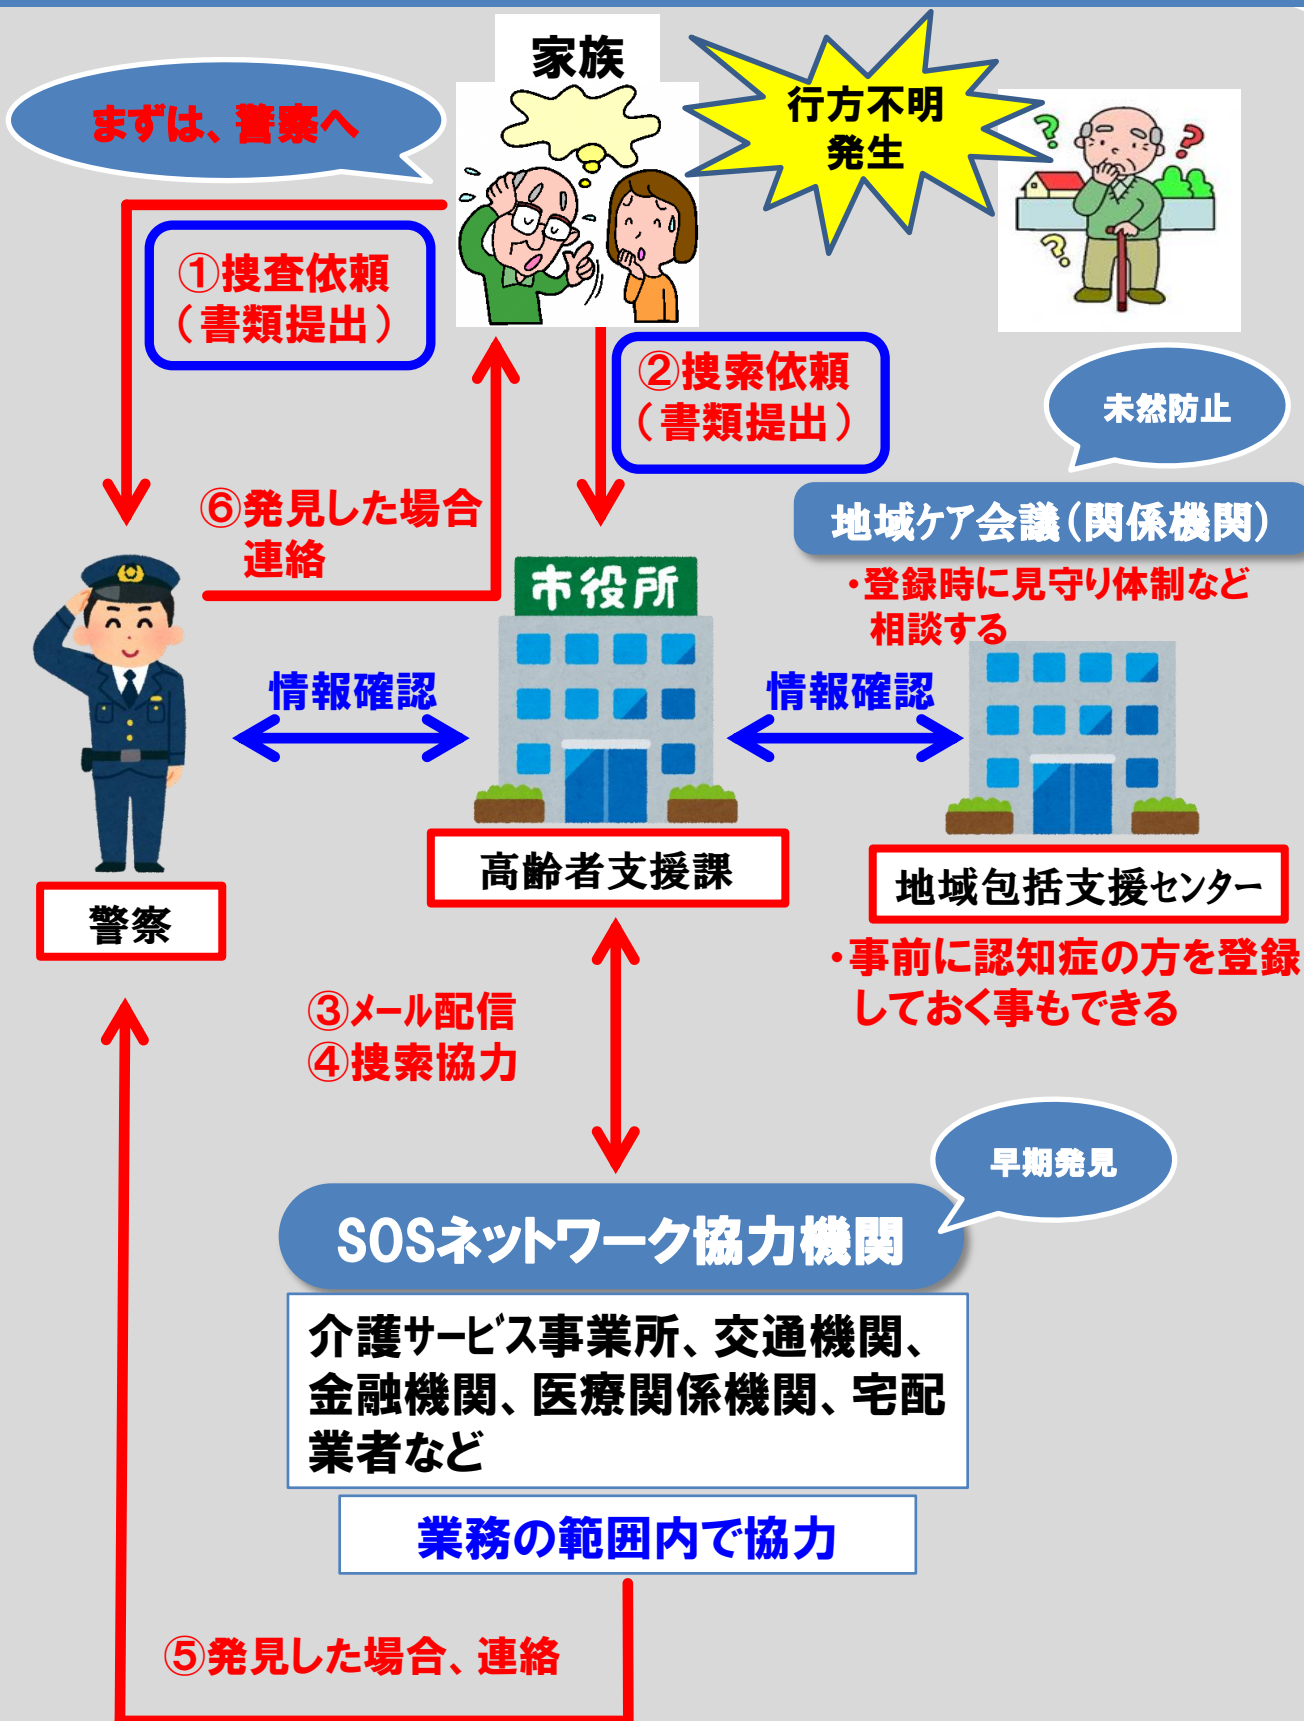 家族
行方不明
発生
まずは、警察へ
①捜査依頼
(書類提出)
②捜索依頼
(書類提出)
未然防止
⑥発見した場合
連絡
地域ケア会議(関係機関)
・登録時に見守り体制など
相談する
市役所
情報確認
情報確認
高齢者支援課
地域包括支援センター
警察
・事前に認知症の方を登録
しておく事もできる
③メール配信
④捜索協力
早期発見
SOSネットワーク協力機関
介護サービス事業所、交通機関、
金融機関、医療関係機関、宅配
業者など
業務の範囲内で協力
⑤発見した場合、連絡